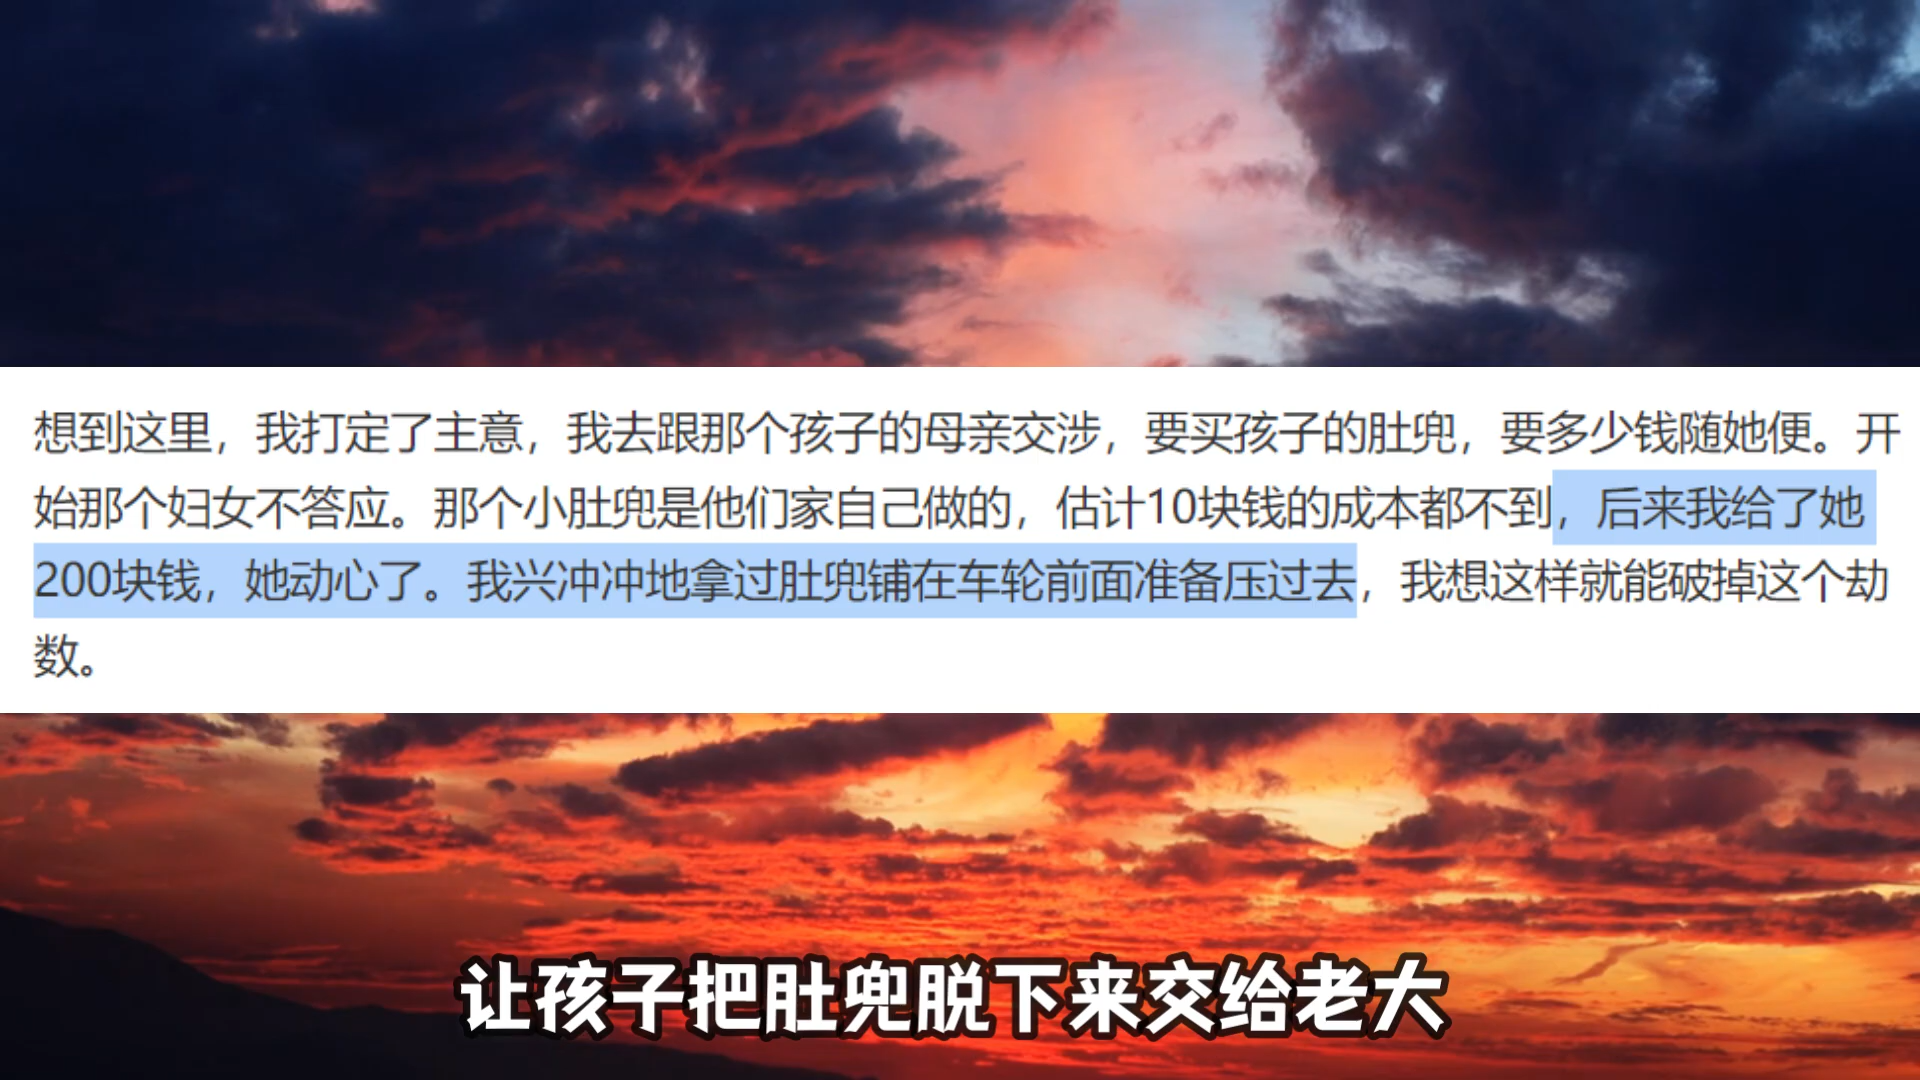 想到这里，我打定了主意，我去跟那个孩子的母亲交涉，要买孩子的肚兜，要多少钱随她便。开
始那个妇女不答应。那个小肚兜是他们家自己做的，估计10块钱的成本都不到，后来我给了她
200块钱，她动心了。我兴冲冲地拿过肚兜铺在车轮前面准备压过去，我想这样就能破掉这个劫
数。
让孩子把肚兜脱下来交给老大